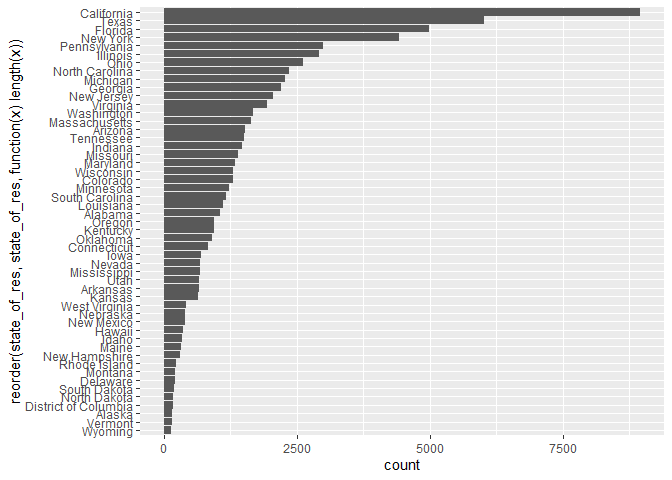 California
Texas
Florida
New York
Pennsylvania
Illinois
Ohio
North Carolina
Michigan
Georgia
New Jersey
Virginia
Washington
Massachusetts
Arizona
Tennessee
Indiana
Missouri
Maryland
Wisconsin
Colorado
Minnesota
South Carolina
Louisiana
Alabama
Oregon
Kentucky
Oklahoma
Connecticut
Iowa
Nevada
Mississippi
Utah
Arkansas
Kansas
West Virginia
Nebraska
New Mexico
Hawaii
Idaho
Maine
New Hampshire
Rhode Island
Montana
Delaware
South Dakota
North Dakota
District of Columbia
Alaska
Vermont
Wyoming
reorder(state_of_res, state_of_res, function(x) length(x))
0 2500 5000 7500
count